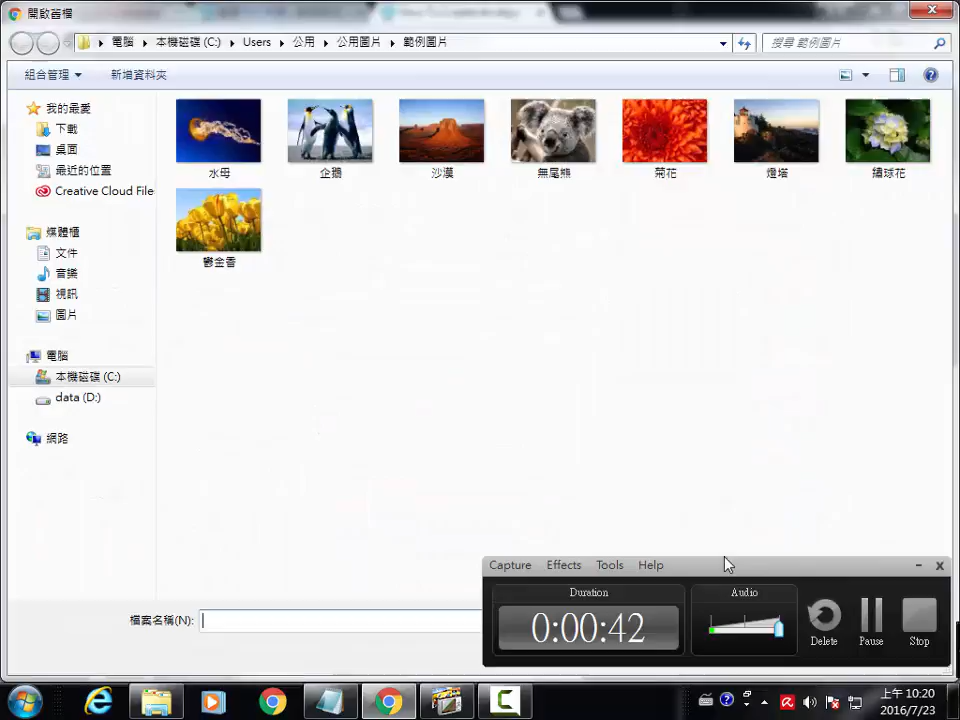 開啟舊檔
電腦 本機磁碟 (C:) Users 公用 公用圖片 範例圖片
搜尋 範例圖片
組合管理 新增資料夾
我的最愛
下載
桌面
最近的位置
Creative Cloud File
媒體櫃
文件
音樂
視訊
圖片
電腦
本機磁碟 (C:)
data (D:)
網路
水母 企鵝 沙漠 無尾熊 菊花 燈塔 繡球花
鬱金香
檔案名稱(N):
Capture Effects Tools Help
Duration
0:00:42
Audio
Delete Pause Stop
上午 10:20
2016/7/23